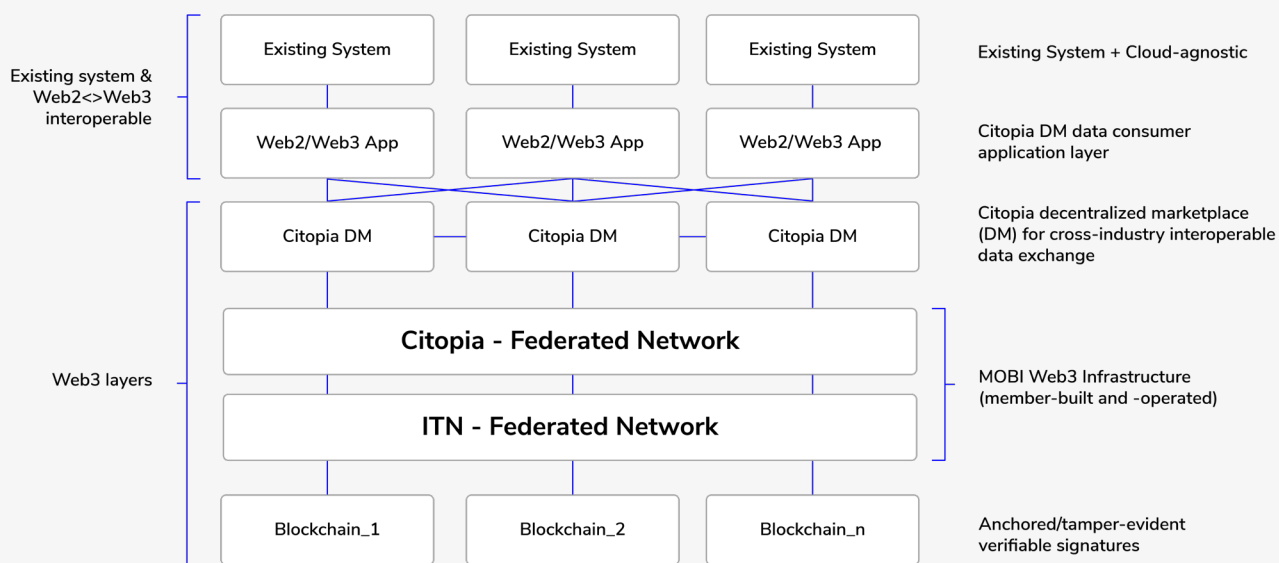 Existing System
Existing System
Existing System
Existing System + Cloud-agnostic
Existing system &
Web2<>Web3
interoperable
Web2/Web3 App
Web2/Web3 App
Web2/Web3 App
Citopia DM data consumer
application layer
Citopia DM
Citopia DM
Citopia DM
Citopia decentralized marketplace
(DM) for cross-industry interoperable
data exchange
Citopia - Federated Network
Web3 layers
MOBI Web3 Infrastructure
(member-built and -operated)
ITN - Federated Network
Blockchain_1
Blockchain_2
Blockchain_n
Anchored/tamper-evident
verifiable signatures